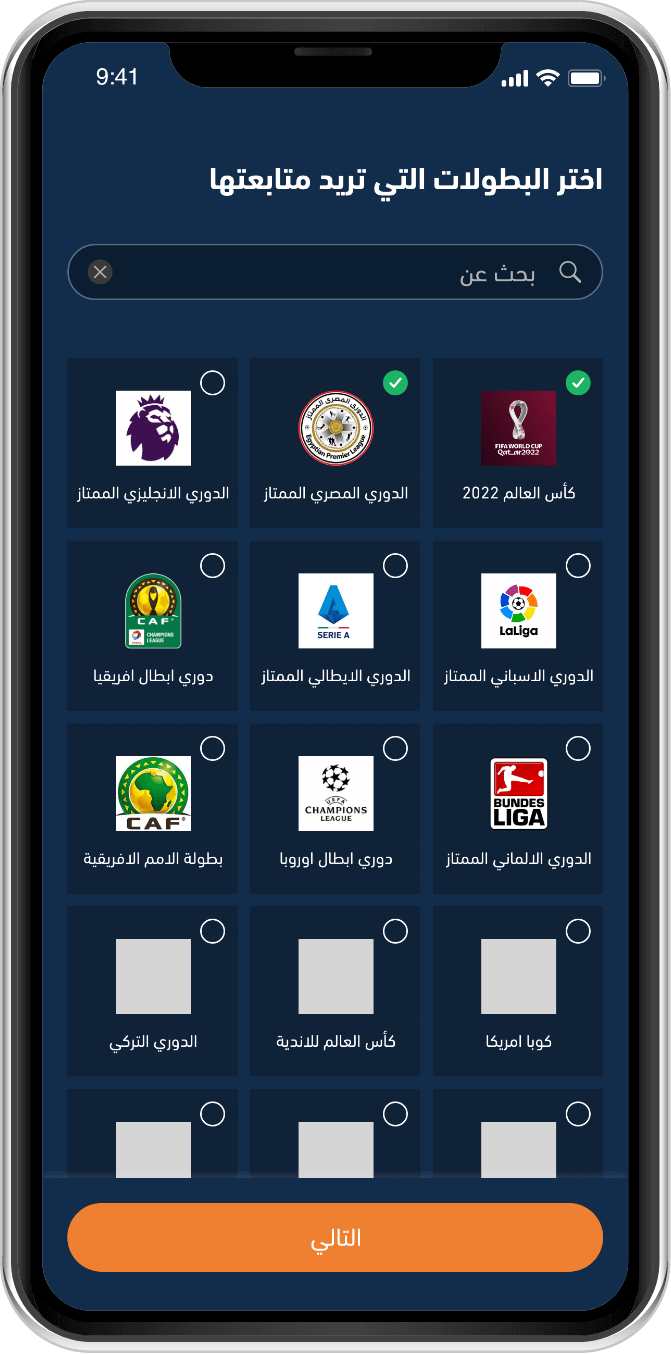 9:41
اختر البطولات التي تريد متابعتها
بحث عن
FIFA WORLD CUP
Qatar2022
كأس العالم 2022
الدوري المصري الممتاز
Egyptian Premier League
الدوري المصري الممتاز
الدوري الانجليزي الممتاز
LaLiga
الدوري الاسباني الممتاز
SERIE A
الدوري الايطالي الممتاز
CAF
CHAMPIONS
LEAGUE
دوري ابطال افريقيا
BUNDES
LIGA
الدوري الالماني الممتاز
UEFA
CHAMPIONS
LEAGUE
دوري ابطال اوروبا
CAF
بطولة الامم الافريقية
كوبا امريكا
كأس العالم للاندية
الدوري التركي
التالي